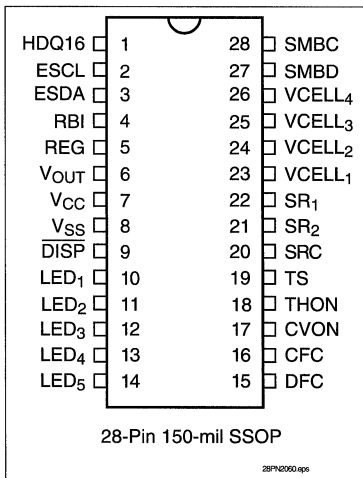 HDQ16 1 28 SMBC
ESCL 2 27 SMBD
ESDA 3 26 VCELL4
RBI 4 25 VCELL3
REG 5 24 VCELL2
VOUT 6 23 VCELL1
VCC 7 22 SR1
VSS 8 21 SR2
DISP 9 20 SRC
LED1 10 19 TS
LED2 11 18 THON
LED3 12 17 CVON
LED4 13 16 CFC
LED5 14 15 DFC
28-Pin 150-mil SSOP
28PN2060.eps